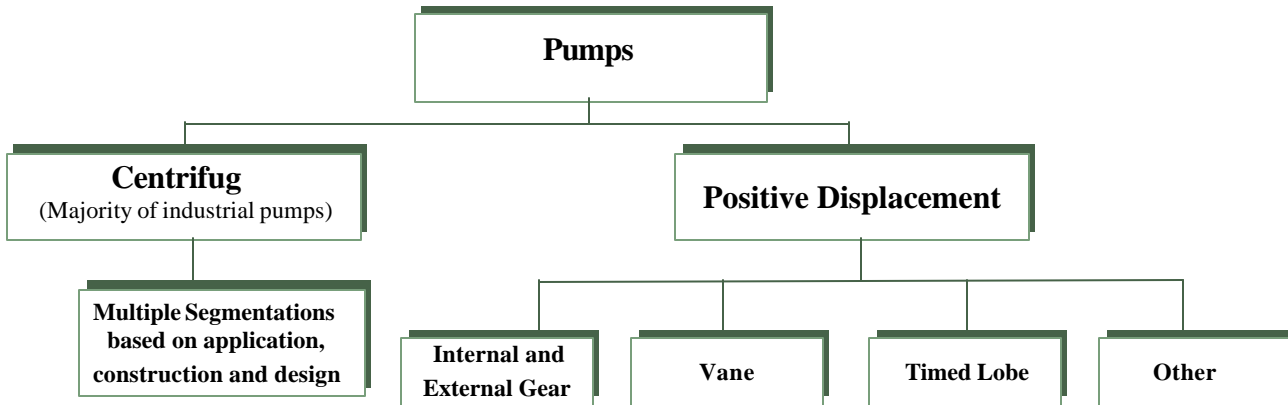 Pumps
Centrifug
(Majority of industrial pumps)
Positive Displacement
Multiple Segmentations
based on application,
construction and design
Internal and
External Gear
Vane
Timed Lobe
Other